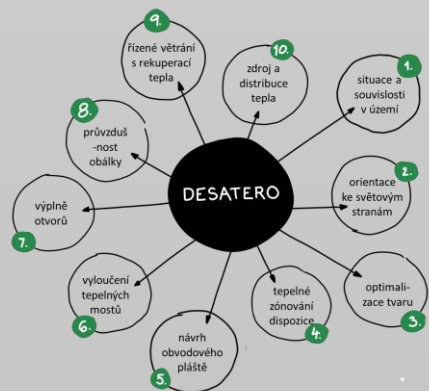 DESATERO
1.
situace a
souvislosti
v území
2.
orientace
ke světovým
stranám
3.
optimali-
zace tvaru
4.
tepelné
zónování
dispozice
5.
návrh
obvodového
pláště
6.
vyloučení
tepelných
mostů
7.
výplně
otvorů
8.
průvzduš
-nost
obálky
9.
řízené větrání
s rekuperací
tepla
10.
zdroj a
distribuce
tepla